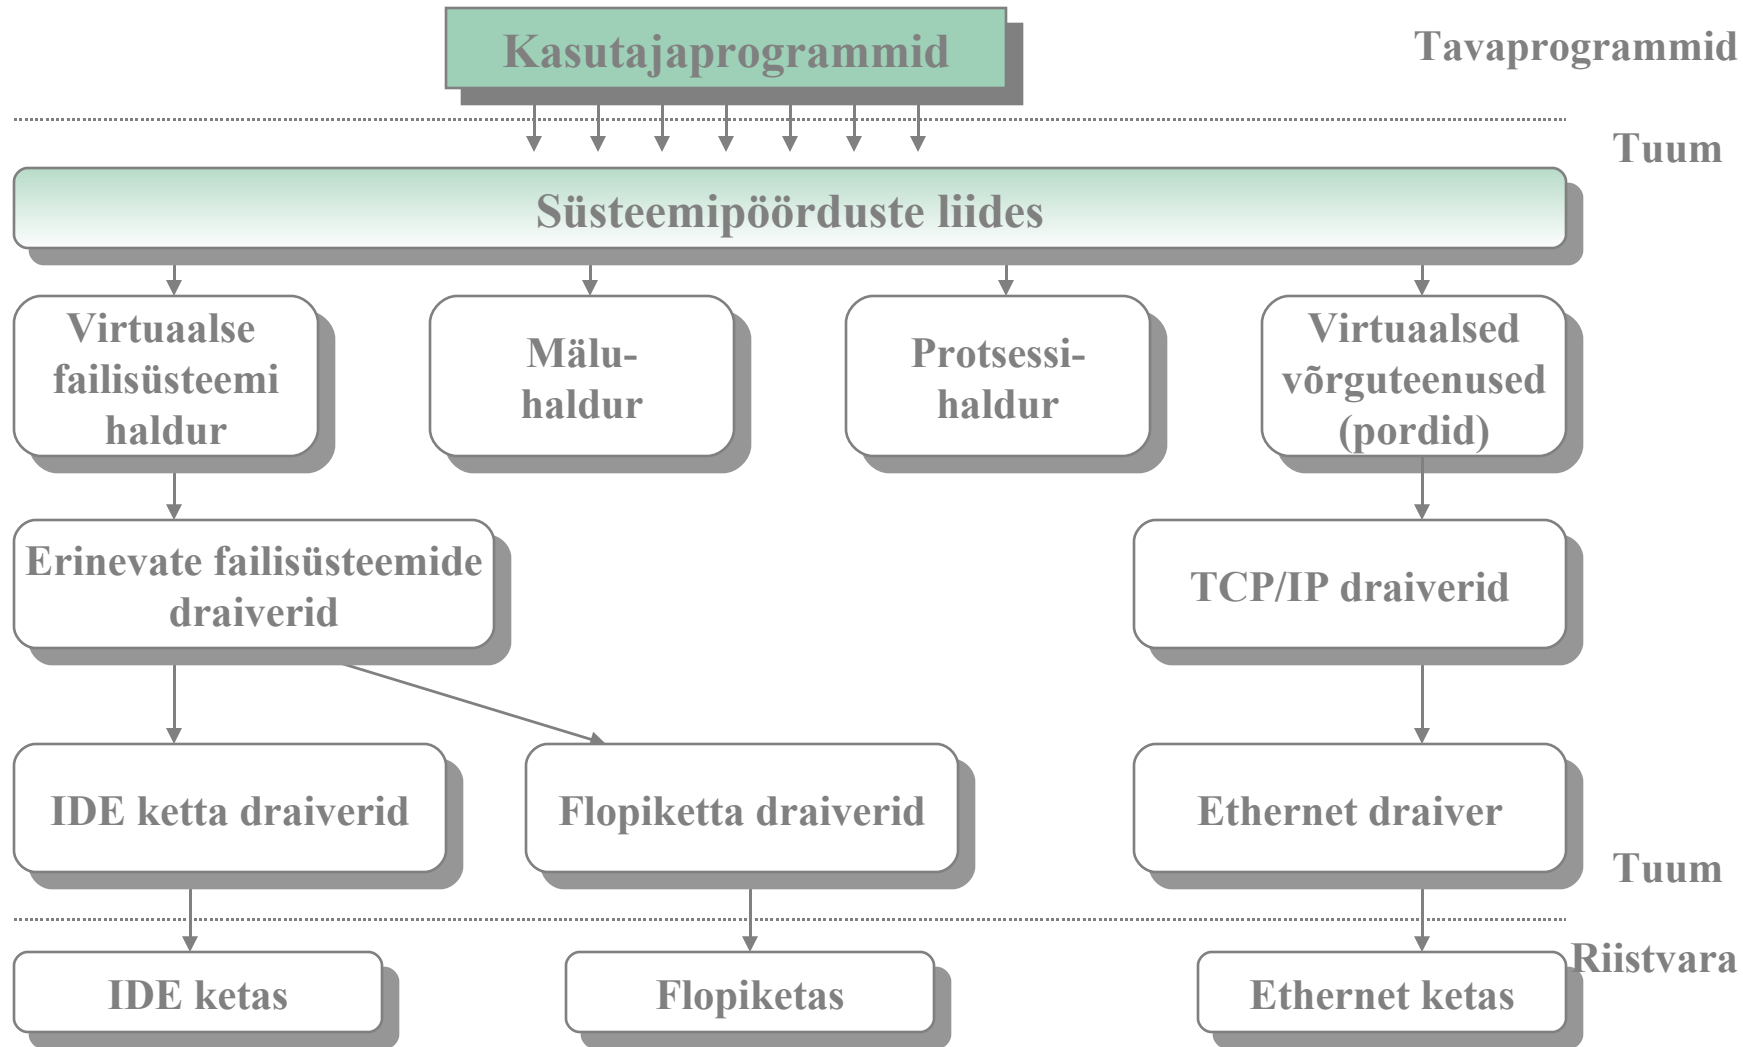 Kasutajaprogrammid
Tavaprogrammid
Tuum
Süsteemipöörduste liides
Virtuaalse
failisüsteemi
haldur
Mälu-
haldur
Protsessi-
haldur
Virtuaalsed
võrguteenused
(pordid)
Erinevate failisüsteemide
draiverid
TCP/IP draiverid
IDE ketta draiverid
Flopiketta draiverid
Ethernet draiver
Tuum
Riistvara
IDE ketas
Flopiketas
Ethernet ketas